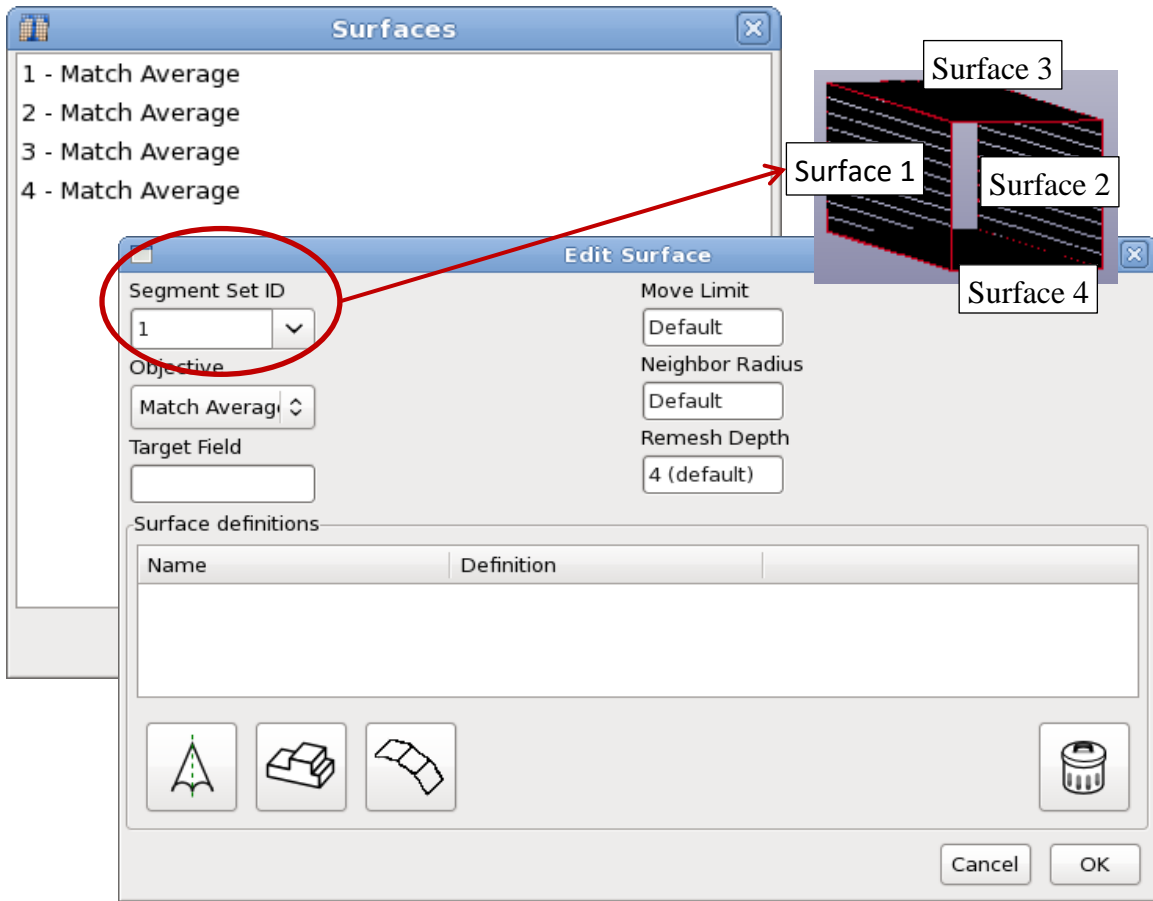 Surfaces
1 - Match Average
2 - Match Average
3 - Match Average
4 - Match Average
Surface 3
Surface 1
Surface 2
Surface 4
Edit Surface
Segment Set ID
1
Objective
Match Averag
Target Field
Move Limit
Default
Neighbor Radius
Default
Remesh Depth
4 (default)
Surface definitions
Name Definition
Cancel OK